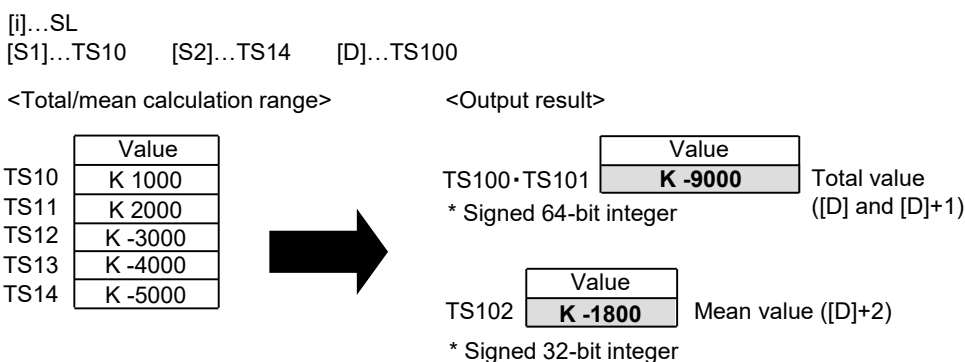 [i]…SL
[S1]…TS10 [S2]…TS14 [D]…TS100
<Total/mean calculation range>
Value
TS10 K 1000
TS11 K 2000
TS12 K -3000
TS13 K -4000
TS14 K -5000
<Output result>
Value
TS100･TS101 K -9000 Total value
([D] and [D]+1)
* Signed 64-bit integer
Value
TS102 K -1800 Mean value ([D]+2)
* Signed 32-bit integer